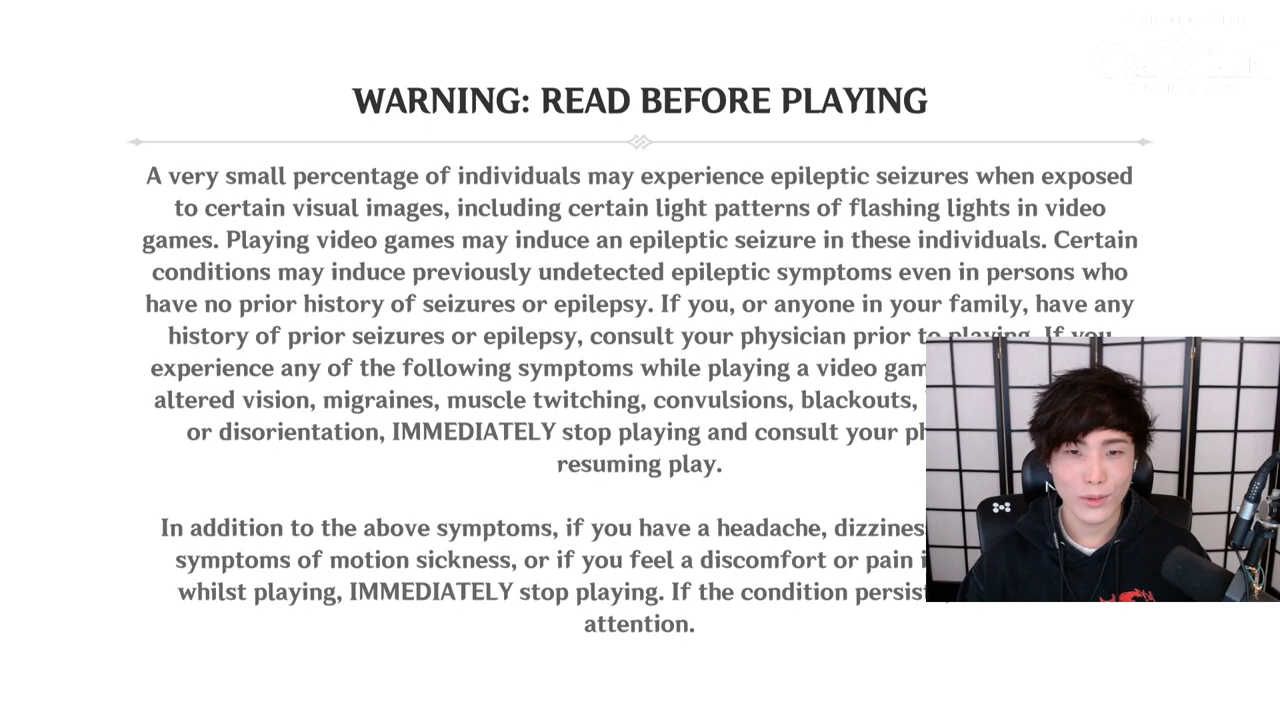 WARNING: READ BEFORE PLAYING
A very small percentage of individuals may experience epileptic seizures when exposed
to certain visual images, including certain light patterns of flashing lights in video
games. Playing video games may induce an epileptic seizure in these individuals. Certain
conditions may induce previously undetected epileptic symptoms even in persons who
have no prior history of seizures or epilepsy. If you, or anyone in your family, have any
history of prior seizures or epilepsy, consult your physician prior to playing. If you
experience any of the following symptoms while playing a video
altered vision, migraines, muscle twitching, convulsions, blackouts,
or disorientation, IMMEDIATELY stop playing and consult your
resuming play.
In addition to the above symptoms, if you have a headache,
symptoms of motion sickness, or if you feel a discomfort or pain
whilst playing, IMMEDIATELY stop playing. If the condition
attention.